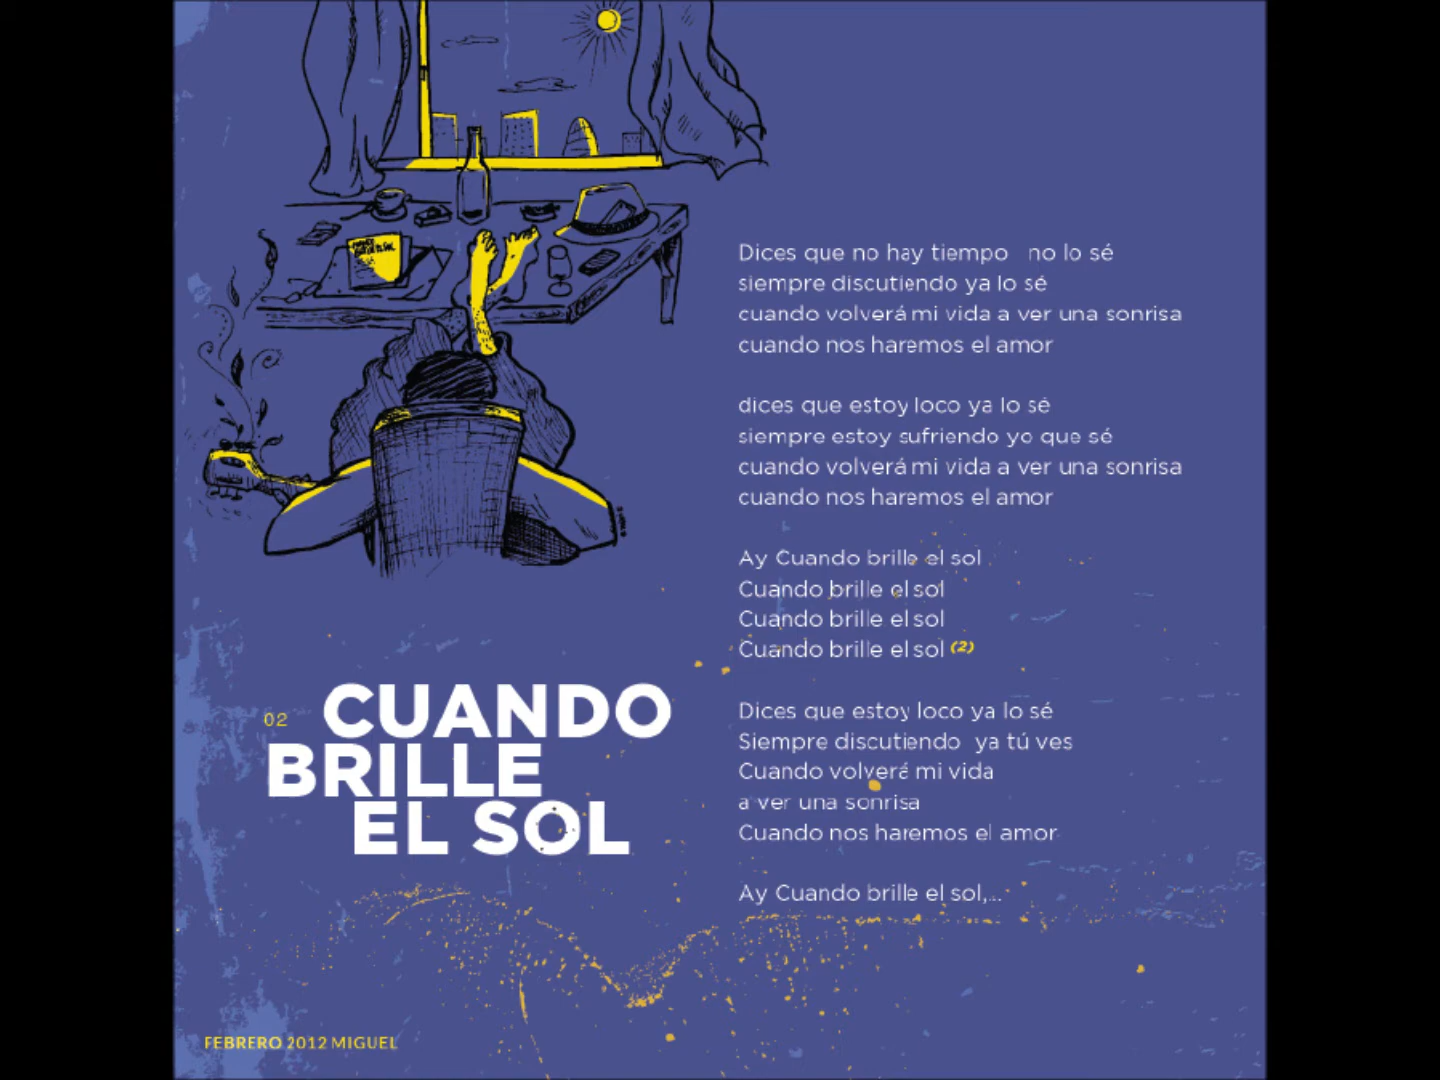 Dices que no hay tiempo no lo sé
siempre discutiendo ya lo sé
cuando volverá mi vida a ver una sonrisa
cuando nos haremos el amor
dices que estoy loco ya lo sé
siempre estoy sufriendo yo que sé
cuando volverá mi vida a ver una sonrisa
cuando nos haremos el amor
Ay Cuando brille el sol
Cuando brille el sol
Cuando brille el sol
Cuando brille el sol (2)
Dices que estoy loco ya lo sé
Siempre discutiendo ya tú ves
Cuando volverá mi vida
a ver una sonrisa
Cuando nos haremos el amor
Ay Cuando brille el sol,...
02 CUANDO
BRILLE
EL SOL
FEBRERO 2012 MIGUEL